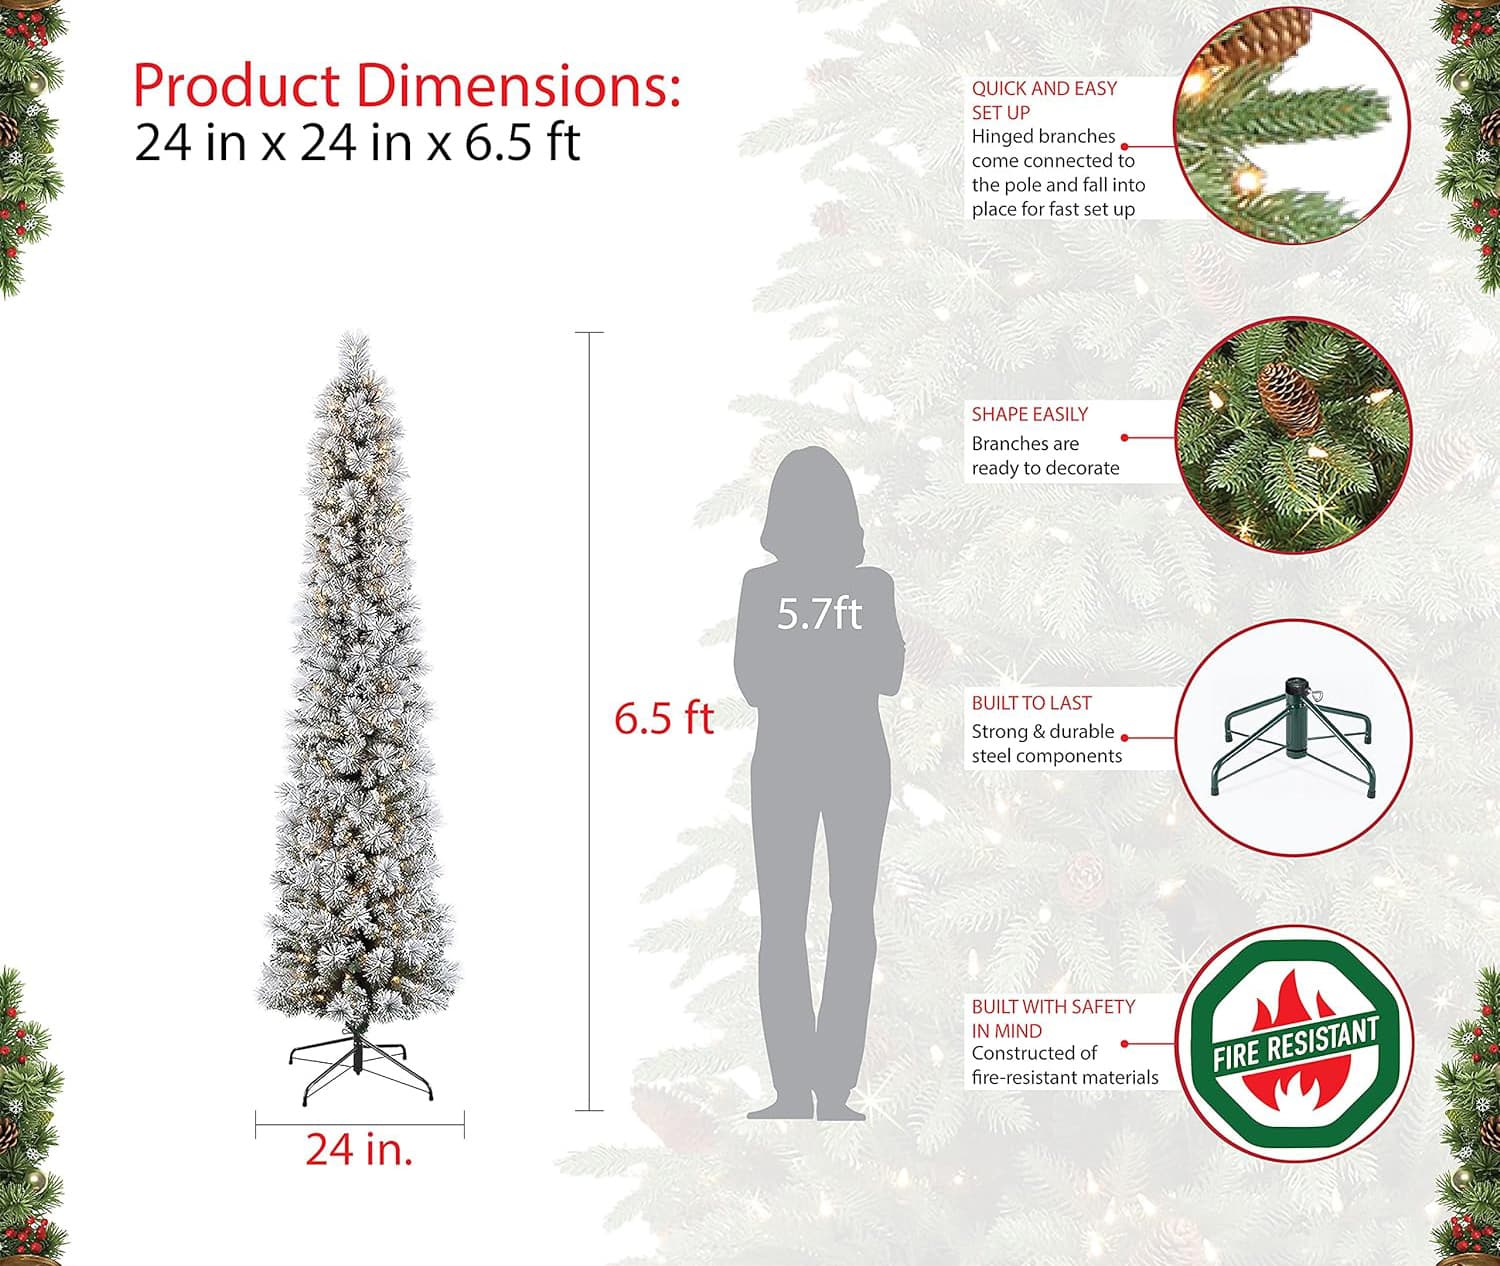 Product Dimensions:
24 in x 24 in x 6.5 ft
6.5 ft
24 in.
5.7ft
QUICK AND EASY
SET UP
Hinged branches
come connected to
the pole and fall into
place for fast set up
SHAPE EASILY
Branches are
ready to decorate
BUILT TO LAST
Strong & durable
steel components
BUILT WITH SAFETY
IN MIND
Constructed of
fire-resistant materials
FIRE RESISTANT